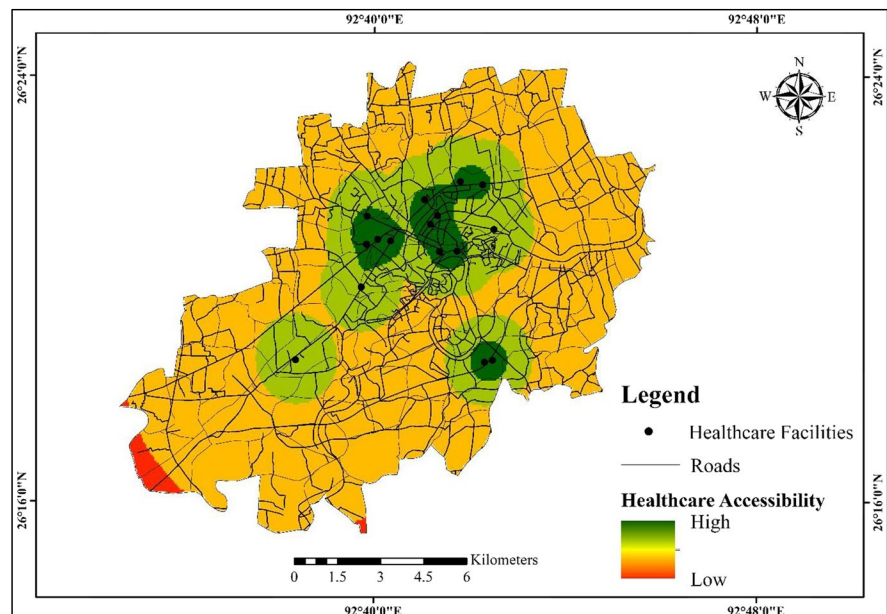 92°40'0"E
92°48'0"E
26°24'0"N
26°24'0"N
N
W
E
S
Legend
Healthcare Facilities
Roads
Healthcare Accessibility
High
Low
26°16'0"N
26°16'0"N
Kilometers
0 1.5 3 4.5 6
92°40'0"E
92°48'0"E